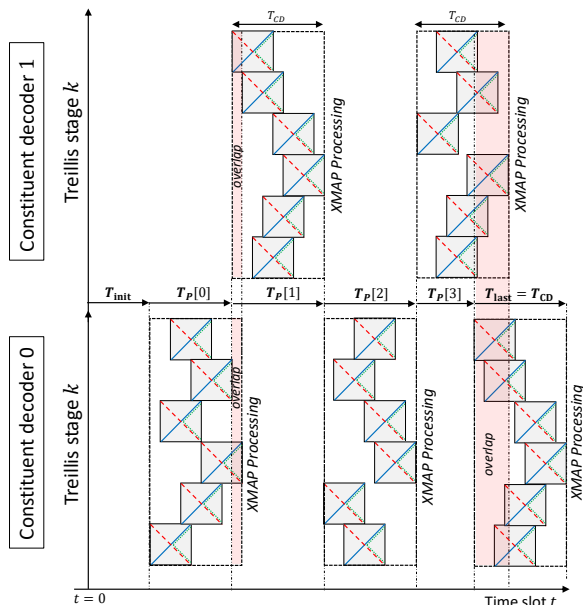 Constituent decoder 1
Treillis stage k
T_CD
T_CD
overlap
XMAP Processing
XMAP Processing
T_init
T_P[0]
T_P[1]
T_P[2]
T_P[3]
T_last = T_CD
Constituent decoder 0
Treillis stage k
overlap
XMAP Processing
XMAP Processing
overlap
XMAP Processing
t = 0
Time slot t